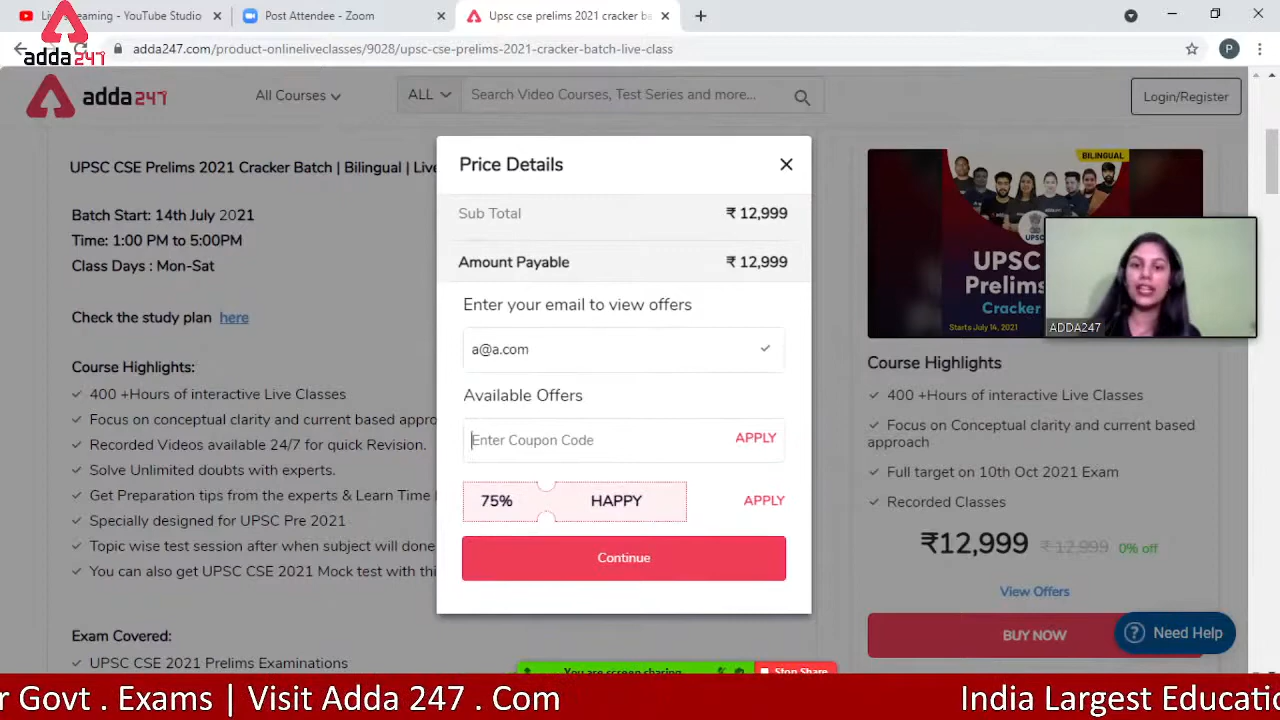 Live Streaming - YouTube Studio
Post Attendee - Zoom
Upsc cse prelims 2021 cracker ba
adda247.com/product-onlineliveclasses/9028/upsc-cse-prelims-2021-cracker-batch-live-class
P
adda247
adda247
All Courses
ALL
Search Video Courses, Test Series and more...
Login/Register
UPSC CSE Prelims 2021 Cracker Batch | Bilingual | Live
Batch Start: 14th July 2021
Time: 1:00 PM to 5:00PM
Class Days : Mon-Sat
Check the study plan here
Course Highlights:
400 +Hours of interactive Live Classes
Focus on conceptual clarity and current based appro
Recorded Videos available 24/7 for quick Revision.
Solve Unlimited doubts with experts.
Get Preparation tips from the experts & Learn Time
Specially designed for UPSC Pre 2021
Topic wise test session after when subject will done
You can also get UPSC CSE 2021 Mock test with thi
Exam Covered:
UPSC CSE 2021 Prelims Examinations
Price Details
Sub Total ₹ 12,999
Amount Payable ₹ 12,999
Enter your email to view offers
a@a.com
Available Offers
Enter Coupon Code APPLY
75% HAPPY APPLY
Continue
BILINGUAL
UPSC
UPSC
Prelims
Cracker
Starts July 14, 2021
ADDA247
Course Highlights
400 +Hours of interactive Live Classes
Focus on Conceptual clarity and current based
approach
Full target on 10th Oct 2021 Exam
Recorded Classes
₹12,999 ₹ 12,999 0% off
View Offers
BUY NOW
Need Help
You are screen sharing
Stop Share
r Govt . Exams | Visit Adda 247 . Com
India Largest Educatio